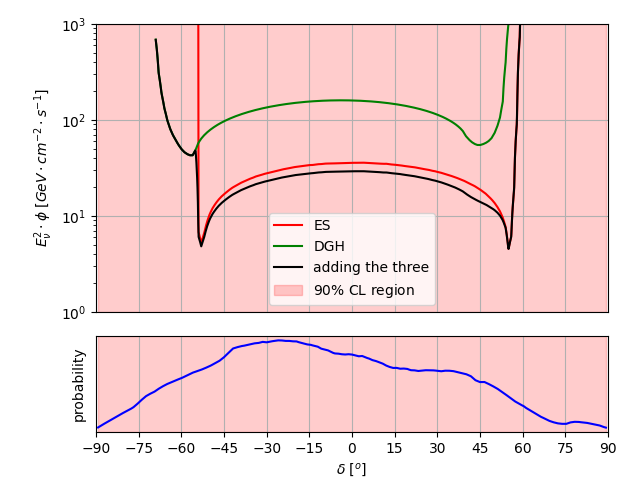 10³
10²
10¹
10⁰
E_ν² · ϕ [GeV · cm⁻² · s⁻¹]
ES
DGH
adding the three
90% CL region
probability
−90 −75 −60 −45 −30 −15 0 15 30 45 60 75 90
δ [°]